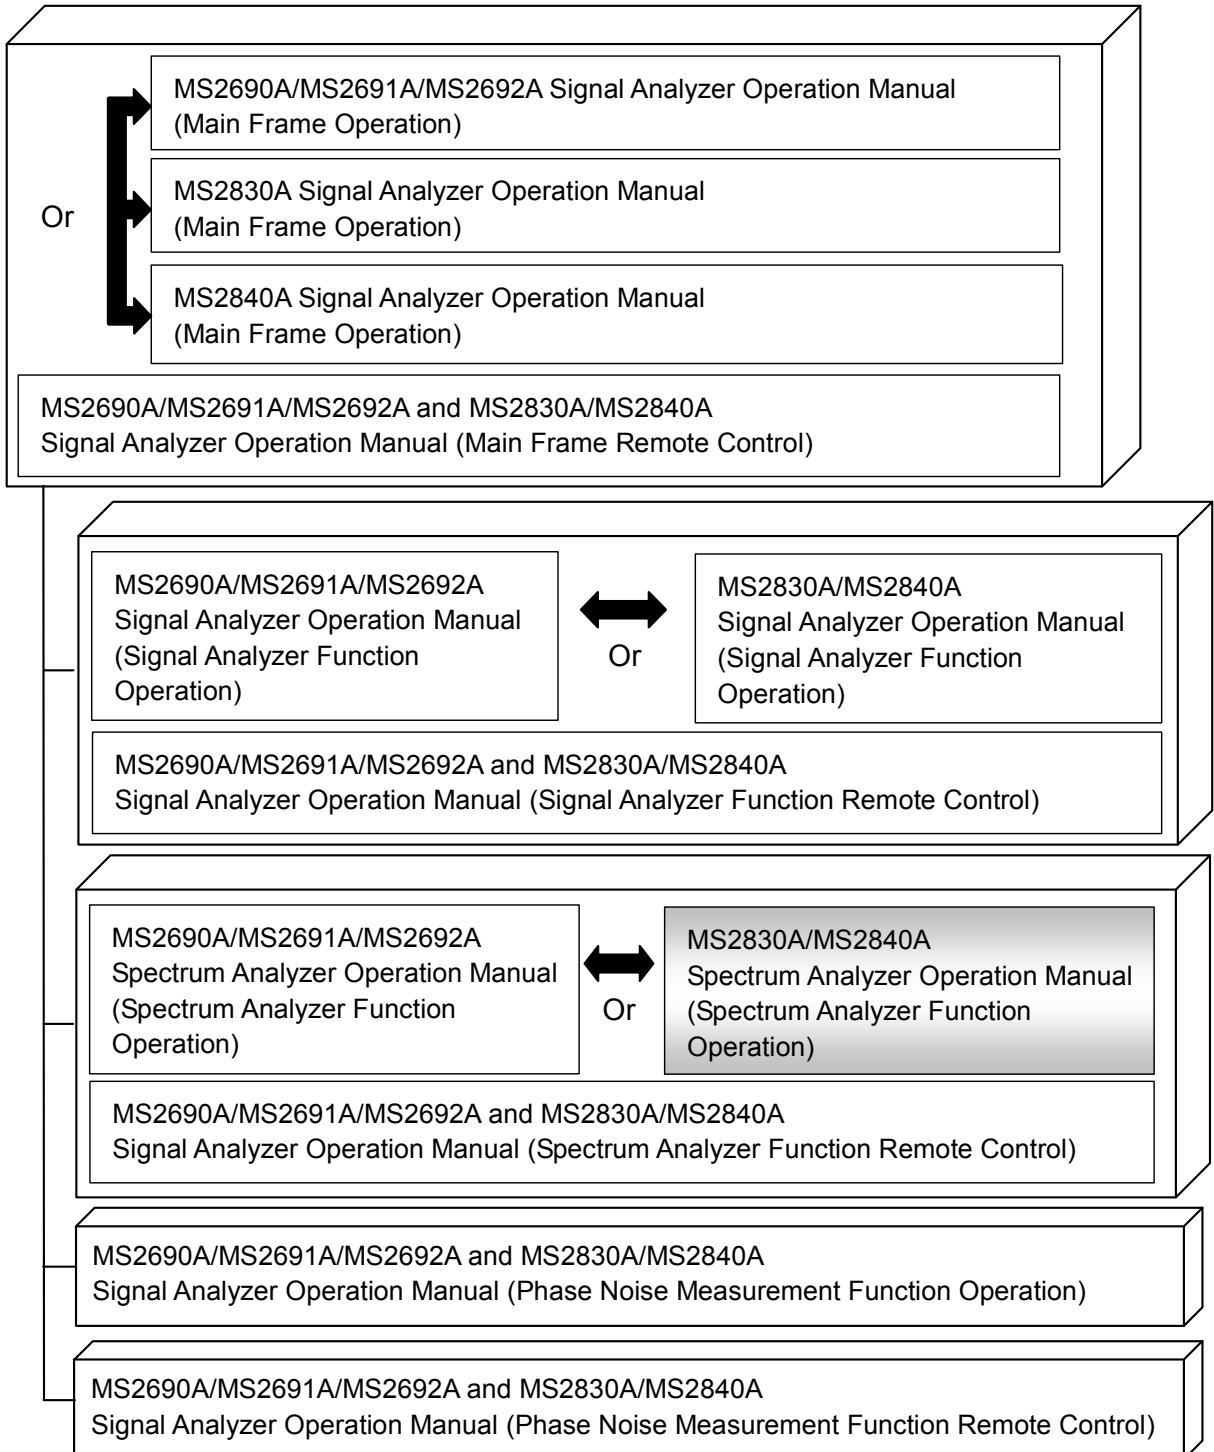 MS2690A/MS2691A/MS2692A Signal Analyzer Operation Manual
(Main Frame Operation)
Or
MS2830A Signal Analyzer Operation Manual
(Main Frame Operation)
MS2840A Signal Analyzer Operation Manual
(Main Frame Operation)
MS2690A/MS2691A/MS2692A and MS2830A/MS2840A
Signal Analyzer Operation Manual (Main Frame Remote Control)
MS2690A/MS2691A/MS2692A
Signal Analyzer Operation Manual
(Signal Analyzer Function
Operation)
Or
MS2830A/MS2840A
Signal Analyzer Operation Manual
(Signal Analyzer Function
Operation)
MS2690A/MS2691A/MS2692A and MS2830A/MS2840A
Signal Analyzer Operation Manual (Signal Analyzer Function Remote Control)
MS2690A/MS2691A/MS2692A
Spectrum Analyzer Operation Manual
(Spectrum Analyzer Function
Operation)
Or
MS2830A/MS2840A
Spectrum Analyzer Operation Manual
(Spectrum Analyzer Function
Operation)
MS2690A/MS2691A/MS2692A and MS2830A/MS2840A
Signal Analyzer Operation Manual (Spectrum Analyzer Function Remote Control)
MS2690A/MS2691A/MS2692A and MS2830A/MS2840A
Signal Analyzer Operation Manual (Phase Noise Measurement Function Operation)
MS2690A/MS2691A/MS2692A and MS2830A/MS2840A
Signal Analyzer Operation Manual (Phase Noise Measurement Function Remote Control)